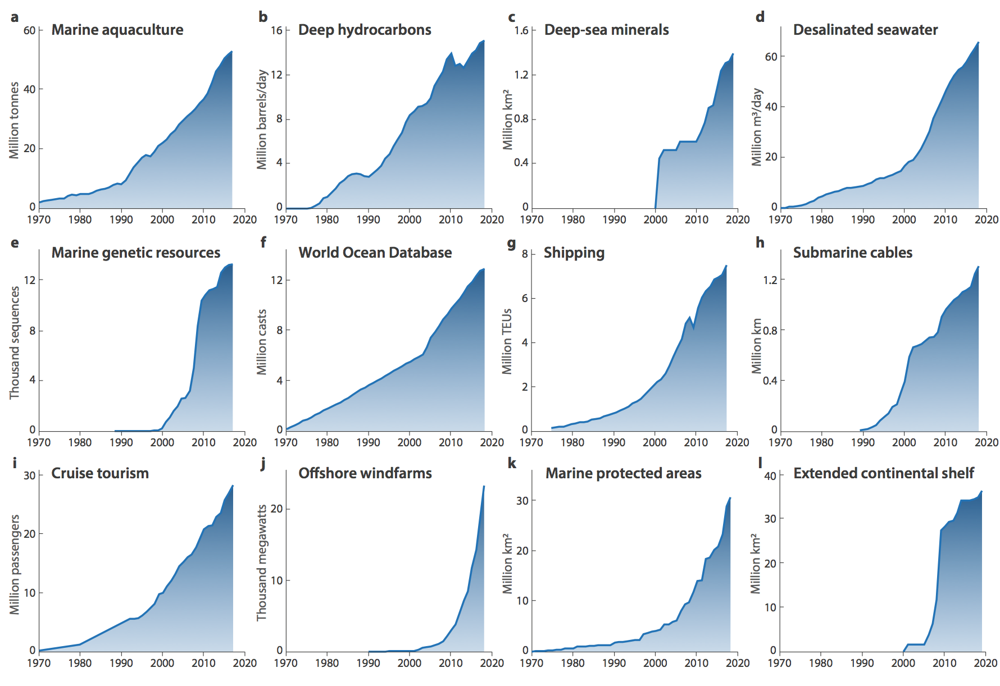 a Marine aquaculture
60
40
20
0
Million tonnes
1970 1980 1990 2000 2010 2020
b Deep hydrocarbons
16
12
8
4
0
Million barrels/day
1970 1980 1990 2000 2010 2020
c Deep-sea minerals
1.6
1.2
0.8
0.4
0
Million km²
1970 1980 1990 2000 2010 2020
d Desalinated seawater
60
40
20
0
Million m³/day
1970 1980 1990 2000 2010 2020
e Marine genetic resources
12
8
4
0
Thousand sequences
1970 1980 1990 2000 2010 2020
f World Ocean Database
12
8
4
0
Million casts
1970 1980 1990 2000 2010 2020
g Shipping
8
6
4
2
0
Million TEUs
1970 1980 1990 2000 2010 2020
h Submarine cables
1.2
0.8
0.4
0
Million km
1970 1980 1990 2000 2010 2020
i Cruise tourism
30
20
10
0
Million passengers
1970 1980 1990 2000 2010 2020
j Offshore windfarms
20
10
0
Thousand megawatts
1970 1980 1990 2000 2010 2020
k Marine protected areas
30
20
10
0
Million km²
1970 1980 1990 2000 2010 2020
l Extended continental shelf
40
30
20
10
0
Million km²
1970 1980 1990 2000 2010 2020